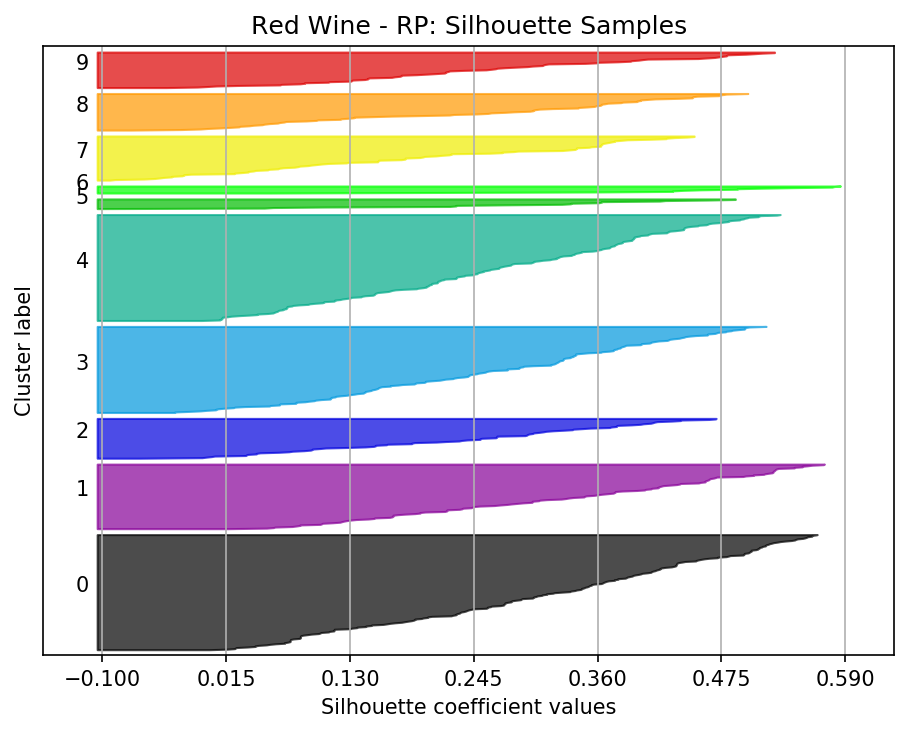 Red Wine - RP: Silhouette Samples
9
8
7
6
5
4
3
2
1
0
Cluster label
−0.100 0.015 0.130 0.245 0.360 0.475 0.590
Silhouette coefficient values